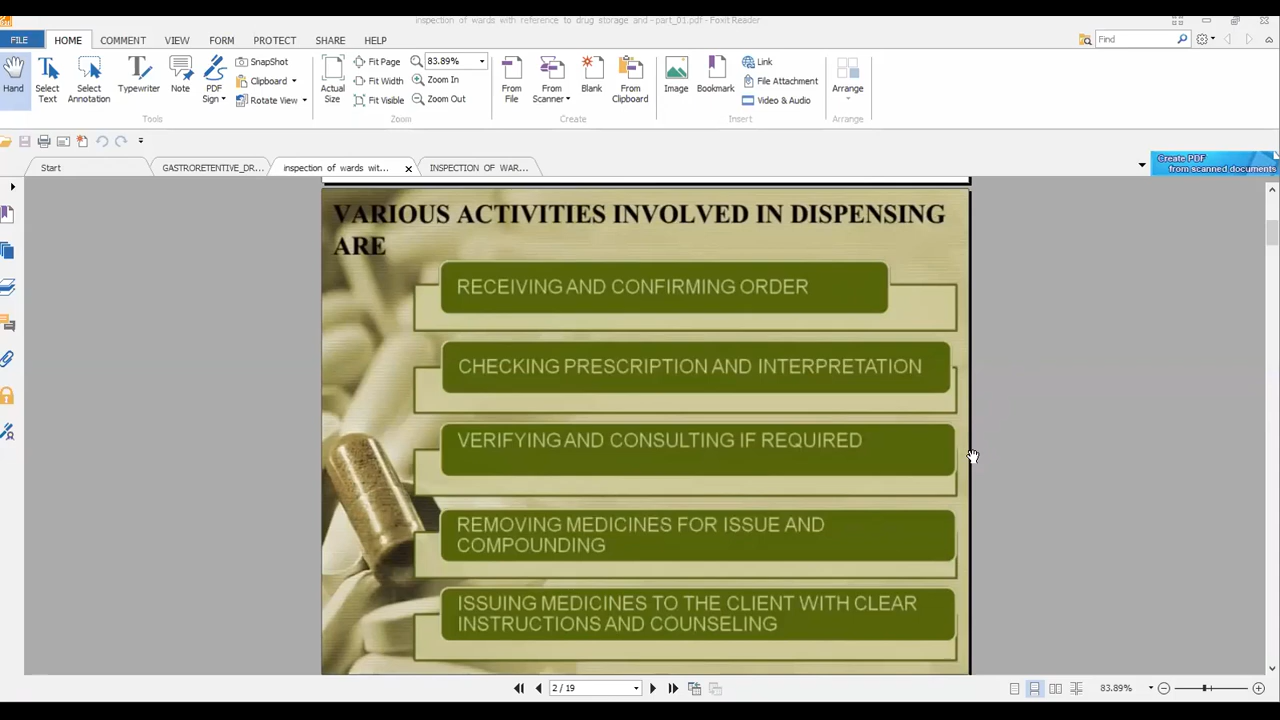 inspection of wards with reference to drug storage and -part_01.pdf - Foxit Reader
FILE HOME COMMENT VIEW FORM PROTECT SHARE HELP Find
SnapShot Fit Page 83.89% Link
Clipboard Fit Width Zoom In File Attachment
Rotate View Fit Visible Zoom Out Video & Audio
Hand Select Text Select Annotation Typewriter Note PDF Sign Actual Size From File From Scanner Blank From Clipboard Image Bookmark Arrange
Tools Zoom Create Insert Arrange
Start GASTRORETENTIVE_DR... inspection of wards wit... INSPECTION OF WAR...
Create PDF
from scanned documents
VARIOUS ACTIVITIES INVOLVED IN DISPENSING
ARE
RECEIVING AND CONFIRMING ORDER
CHECKING PRESCRIPTION AND INTERPRETATION
VERIFYING AND CONSULTING IF REQUIRED
REMOVING MEDICINES FOR ISSUE AND
COMPOUNDING
ISSUING MEDICINES TO THE CLIENT WITH CLEAR
INSTRUCTIONS AND COUNSELING
2 / 19 83.89%